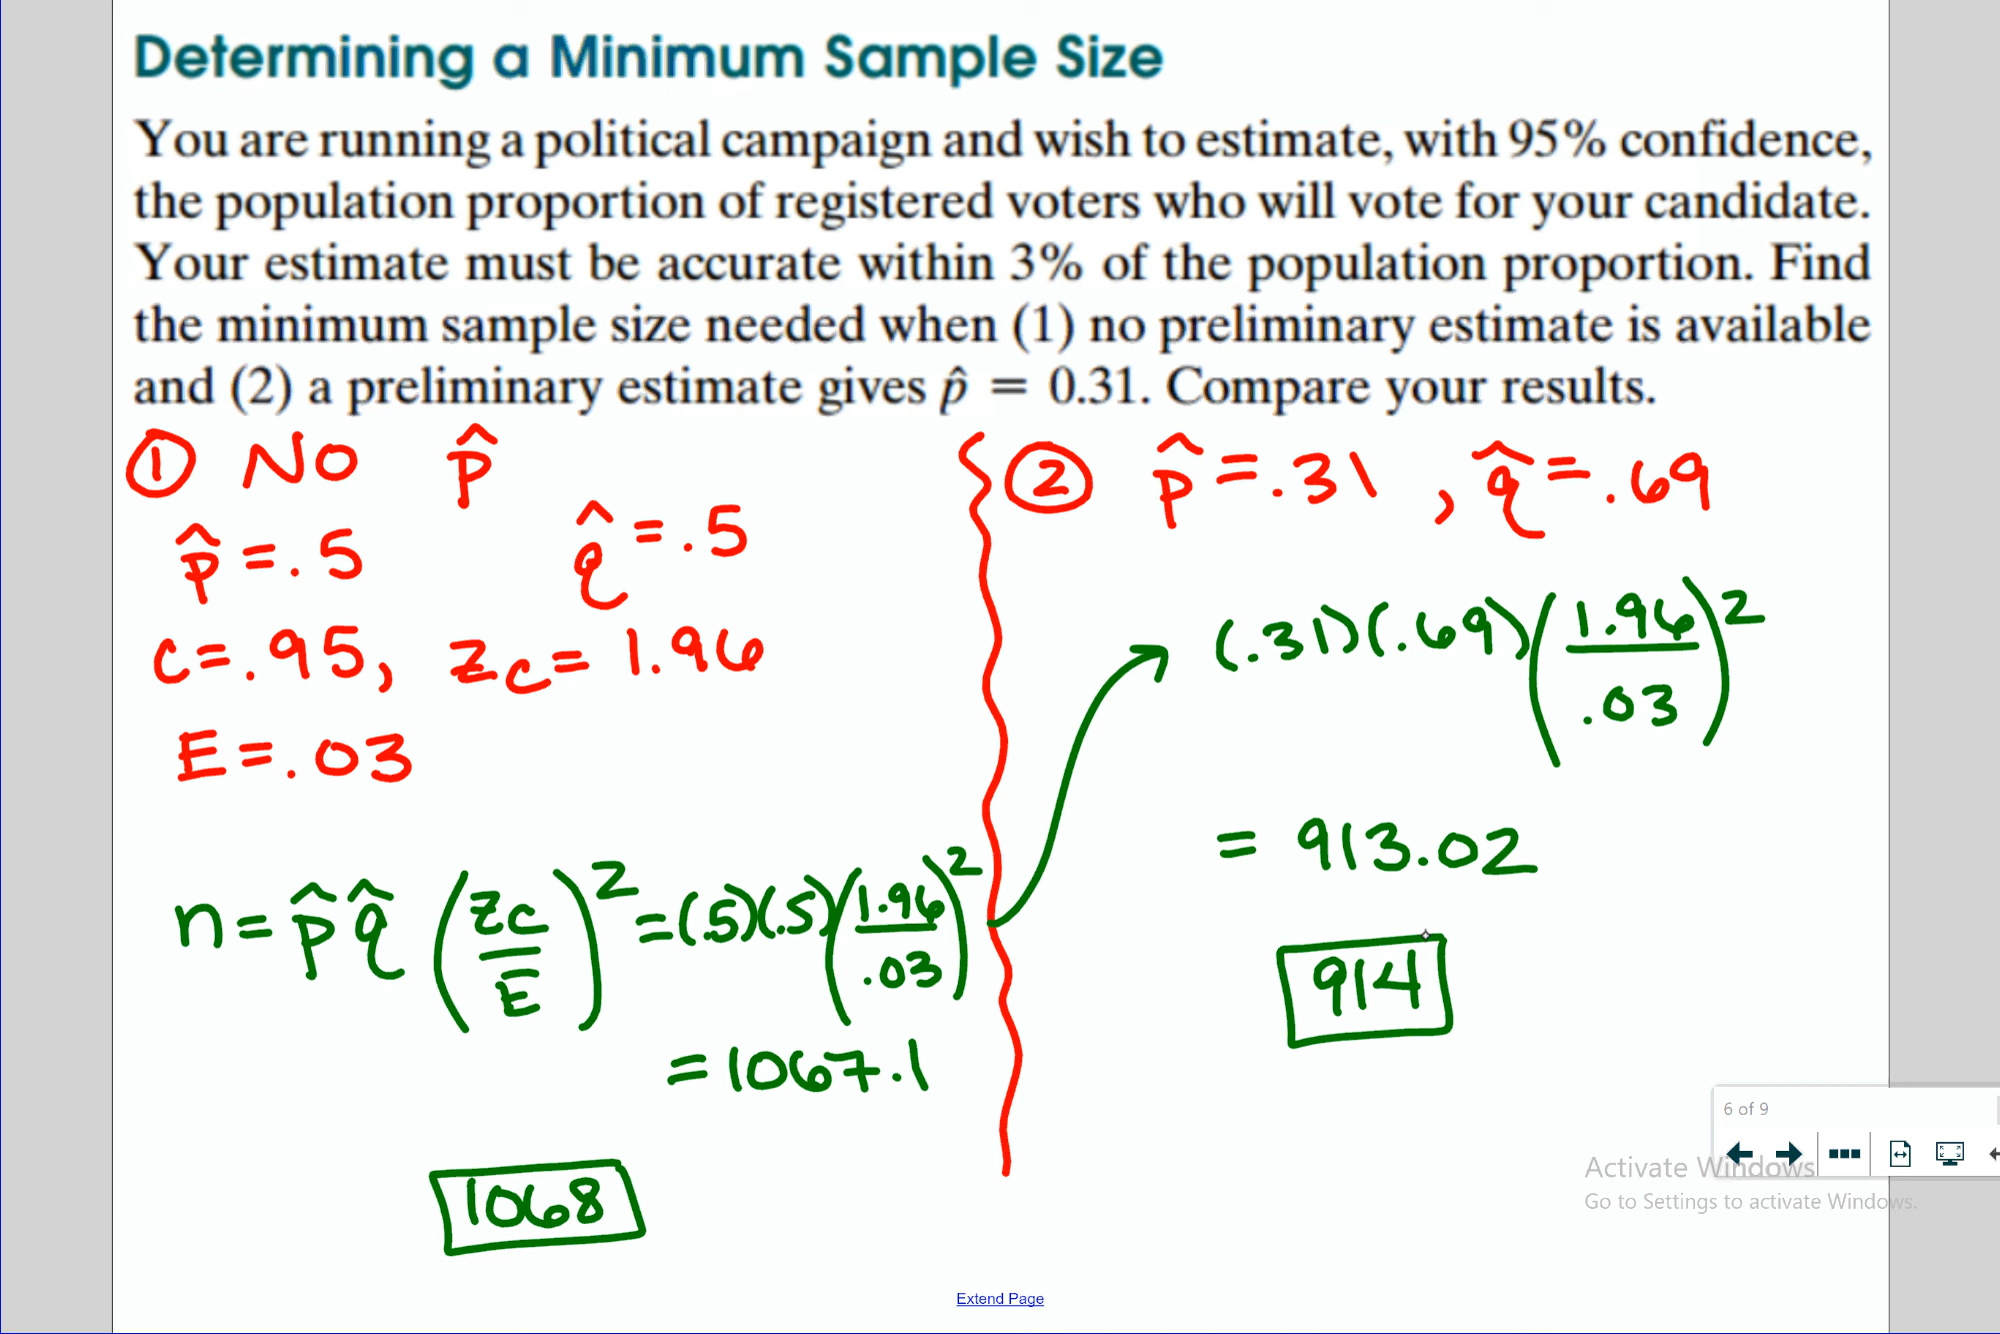 Determining a Minimum Sample Size
You are running a political campaign and wish to estimate, with 95% confidence,
the population proportion of registered voters who will vote for your candidate.
Your estimate must be accurate within 3% of the population proportion. Find
the minimum sample size needed when (1) no preliminary estimate is available
and (2) a preliminary estimate gives p̂ = 0.31. Compare your results.
① NO p̂
p̂ = .5 q̂ = .5
c = .95, zc = 1.96
E = .03
n = p̂ q̂ (zc/E)² = (.5)(.5)(1.96/.03)²
= 1067.1
1068
② p̂ = .31 , q̂ = .69
(.31)(.69)(1.96/.03)²
= 913.02
914
6 of 9
Activate Windows
Go to Settings to activate Windows.
Extend Page